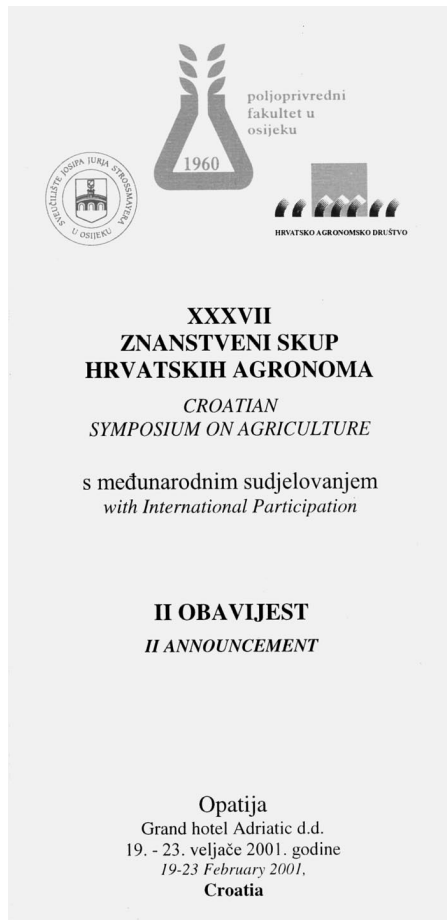 poljoprivredni
fakultet u
osijeku
1960
SVEUČILIŠTE JOSIPA JURJA STROSSMAYERA
U OSIJEKU
HRVATSKO AGRONOMSKO DRUŠTVO
XXXVII
ZNANSTVENI SKUP
HRVATSKIH AGRONOMA
CROATIAN
SYMPOSIUM ON AGRICULTURE
s međunarodnim sudjelovanjem
with International Participation
II OBAVIJEST
II ANNOUNCEMENT
Opatija
Grand hotel Adriatic d.d.
19. - 23. veljače 2001. godine
19-23 February 2001,
Croatia